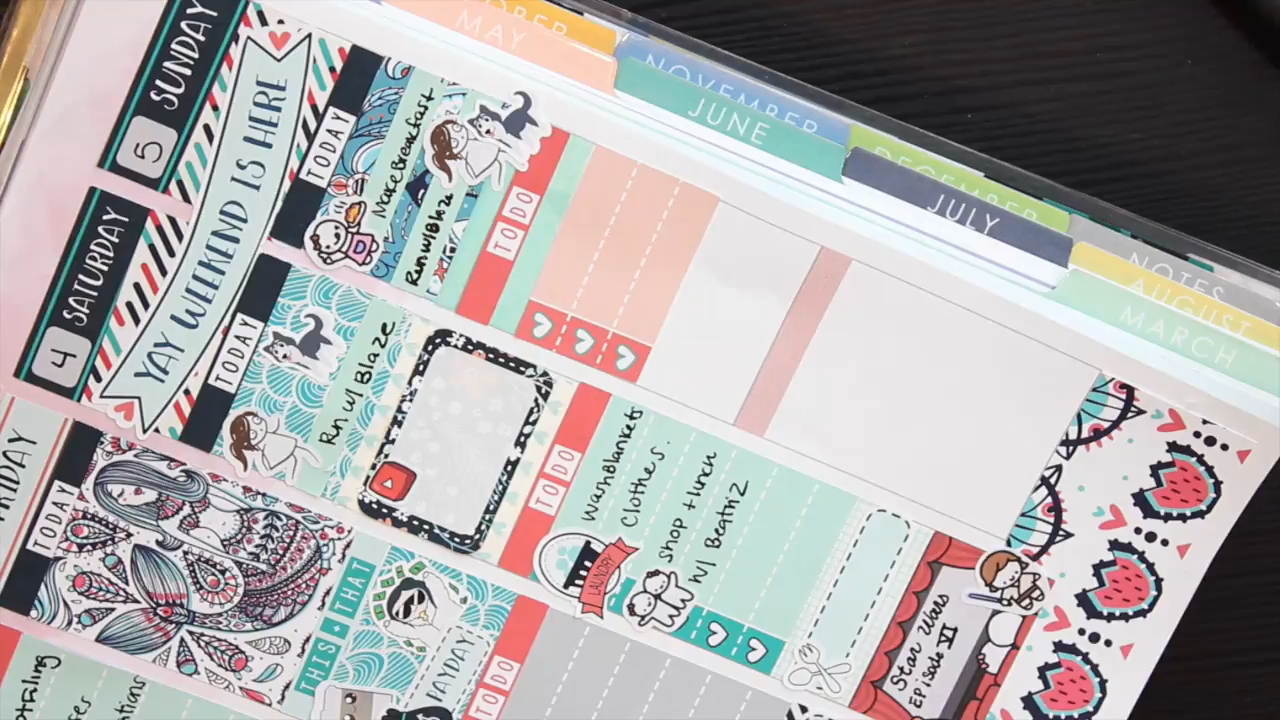 OBER
MAY
NOVEMBER
JUNE
DECEMBER
JULY
NOTES
AUGUST
MARCH
5
SUNDAY
4
SATURDAY
YAY WEEKEND IS HERE
TODAY
Make Breakfast
Run w/ Blaze
TO DO
TODAY
Run w/ Blaze
TO DO
Wash Blankets
Clothes.
LAUNDRY
Shop + lunch
w/ Beatriz
Star Wars
Episode VI
RIDAY
TODAY
THIS + THAT
PAYDAY
TO DO